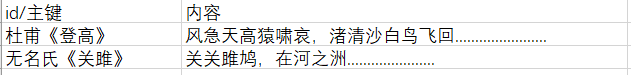 id/主键 内容
杜甫《登高》 风急天高猿啸哀，渚清沙白鸟飞回......................
无名氏《关雎》 关关雎鸠，在河之洲.....................